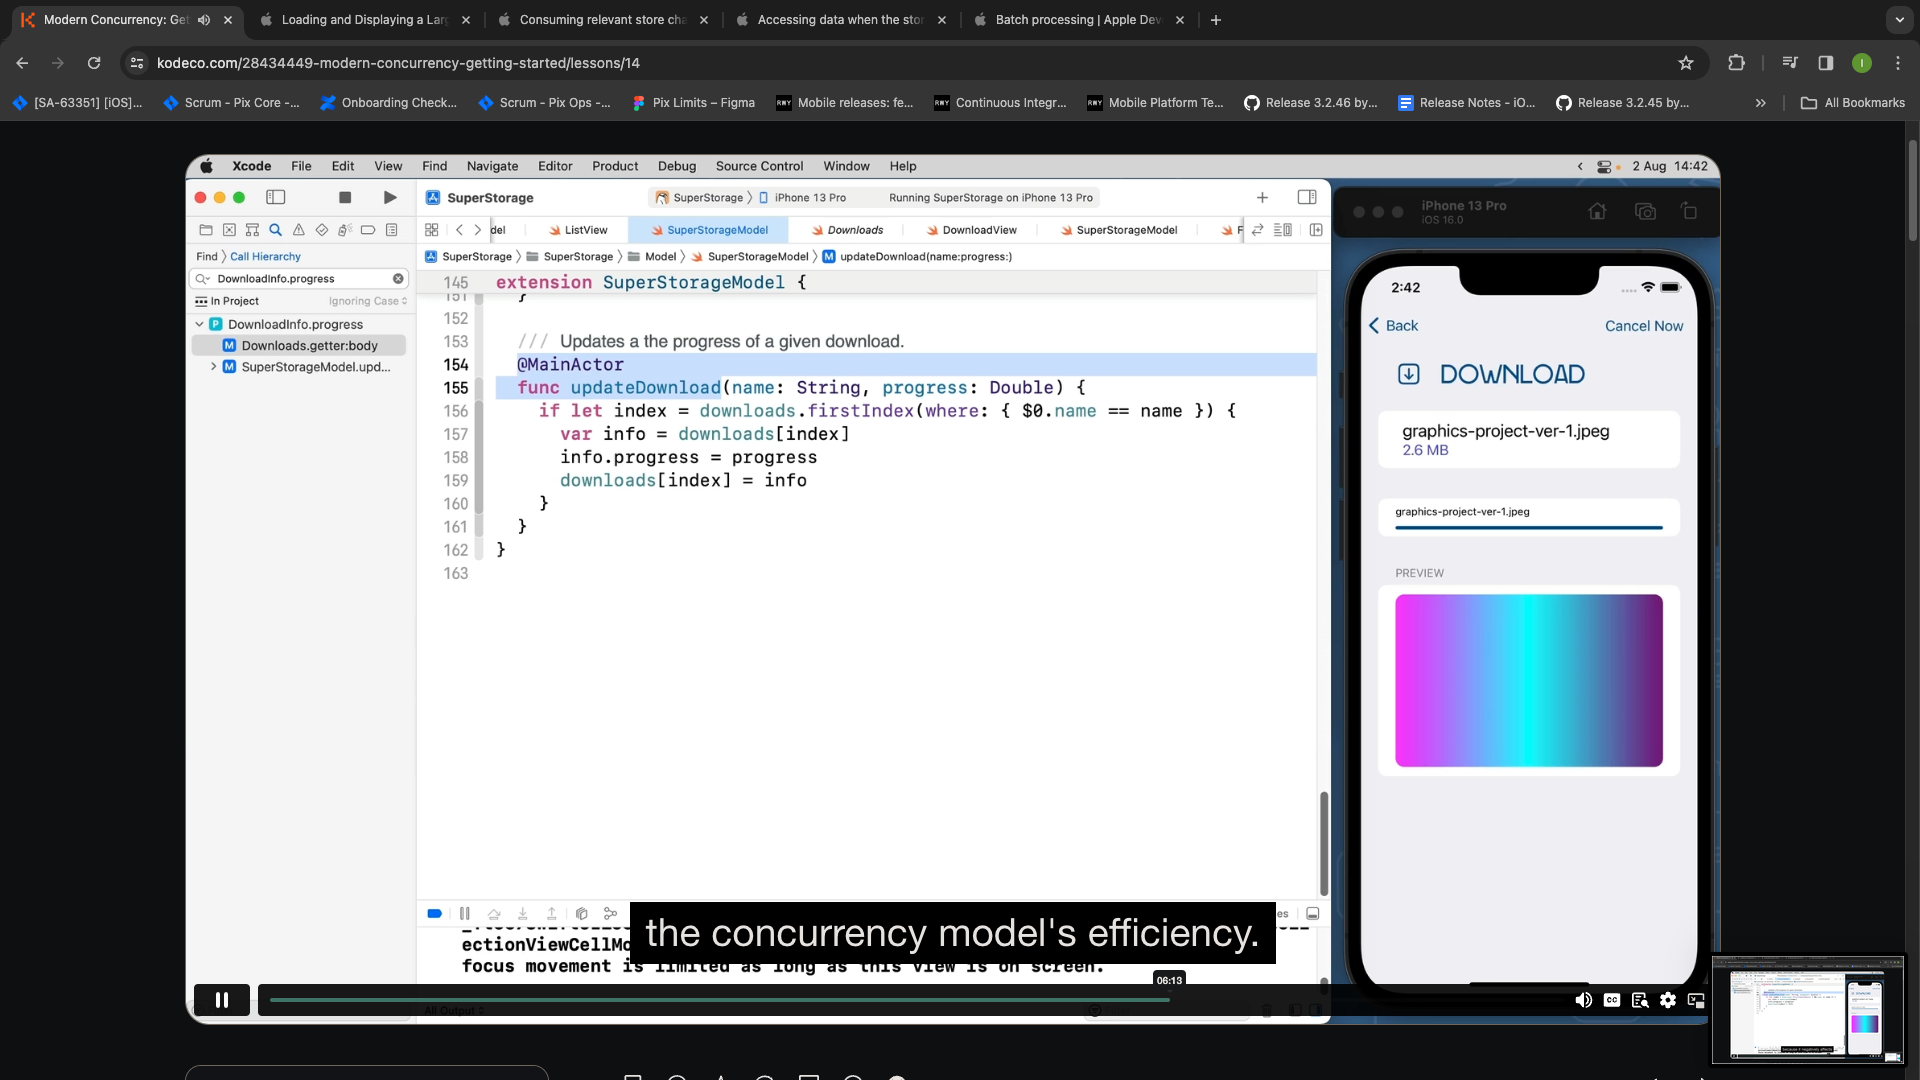 Modern Concurrency: Get
Loading and Displaying a Lar
Consuming relevant store cha
Accessing data when the stor
Batch processing | Apple Dev
kodeco.com/28434449-modern-concurrency-getting-started/lessons/14
[SA-63351] [iOS]...
Scrum - Pix Core -...
Onboarding Check...
Scrum - Pix Ops -...
Pix Limits – Figma
Mobile releases: fe...
Continuous Integr...
Mobile Platform Te...
Release 3.2.46 by...
Release Notes - iO...
Release 3.2.45 by...
All Bookmarks
Xcode File Edit View Find Navigate Editor Product Debug Source Control Window Help
2 Aug 14:42
SuperStorage
SuperStorage 〉 iPhone 13 Pro
Running SuperStorage on iPhone 13 Pro
del
ListView
SuperStorageModel
Downloads
DownloadView
SuperStorageModel
F
Find 〉 Call Hierarchy
DownloadInfo.progress
In Project
Ignoring Case
DownloadInfo.progress
Downloads.getter:body
SuperStorageModel.upd...
SuperStorage 〉 SuperStorage 〉 Model 〉 SuperStorageModel 〉 M updateDownload(name:progress:)
145 extension SuperStorageModel {
151 }
152
153 /// Updates a the progress of a given download.
154 @MainActor
155 func updateDownload(name: String, progress: Double) {
156 if let index = downloads.firstIndex(where: { $0.name == name }) {
157 var info = downloads[index]
158 info.progress = progress
159 downloads[index] = info
160 }
161 }
162 }
163
ectionViewCellMo
focus movement is limited as long as this view is on screen.
the concurrency model's efficiency.
06:13
All Output
iPhone 13 Pro
iOS 16.0
2:42
Back
Cancel Now
DOWNLOAD
graphics-project-ver-1.jpeg
2.6 MB
graphics-project-ver-1.jpeg
PREVIEW
CC